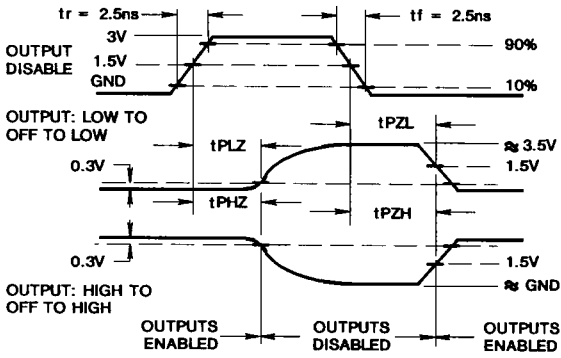 tr = 2.5ns
tf = 2.5ns
3V
90%
OUTPUT
DISABLE
1.5V
GND
10%
OUTPUT: LOW TO
OFF TO LOW
tPZL
tPLZ
≈ 3.5V
0.3V
1.5V
tPHZ
tPZH
0.3V
1.5V
OUTPUT: HIGH TO
OFF TO HIGH
≈ GND
OUTPUTS
ENABLED
OUTPUTS
DISABLED
OUTPUTS
ENABLED